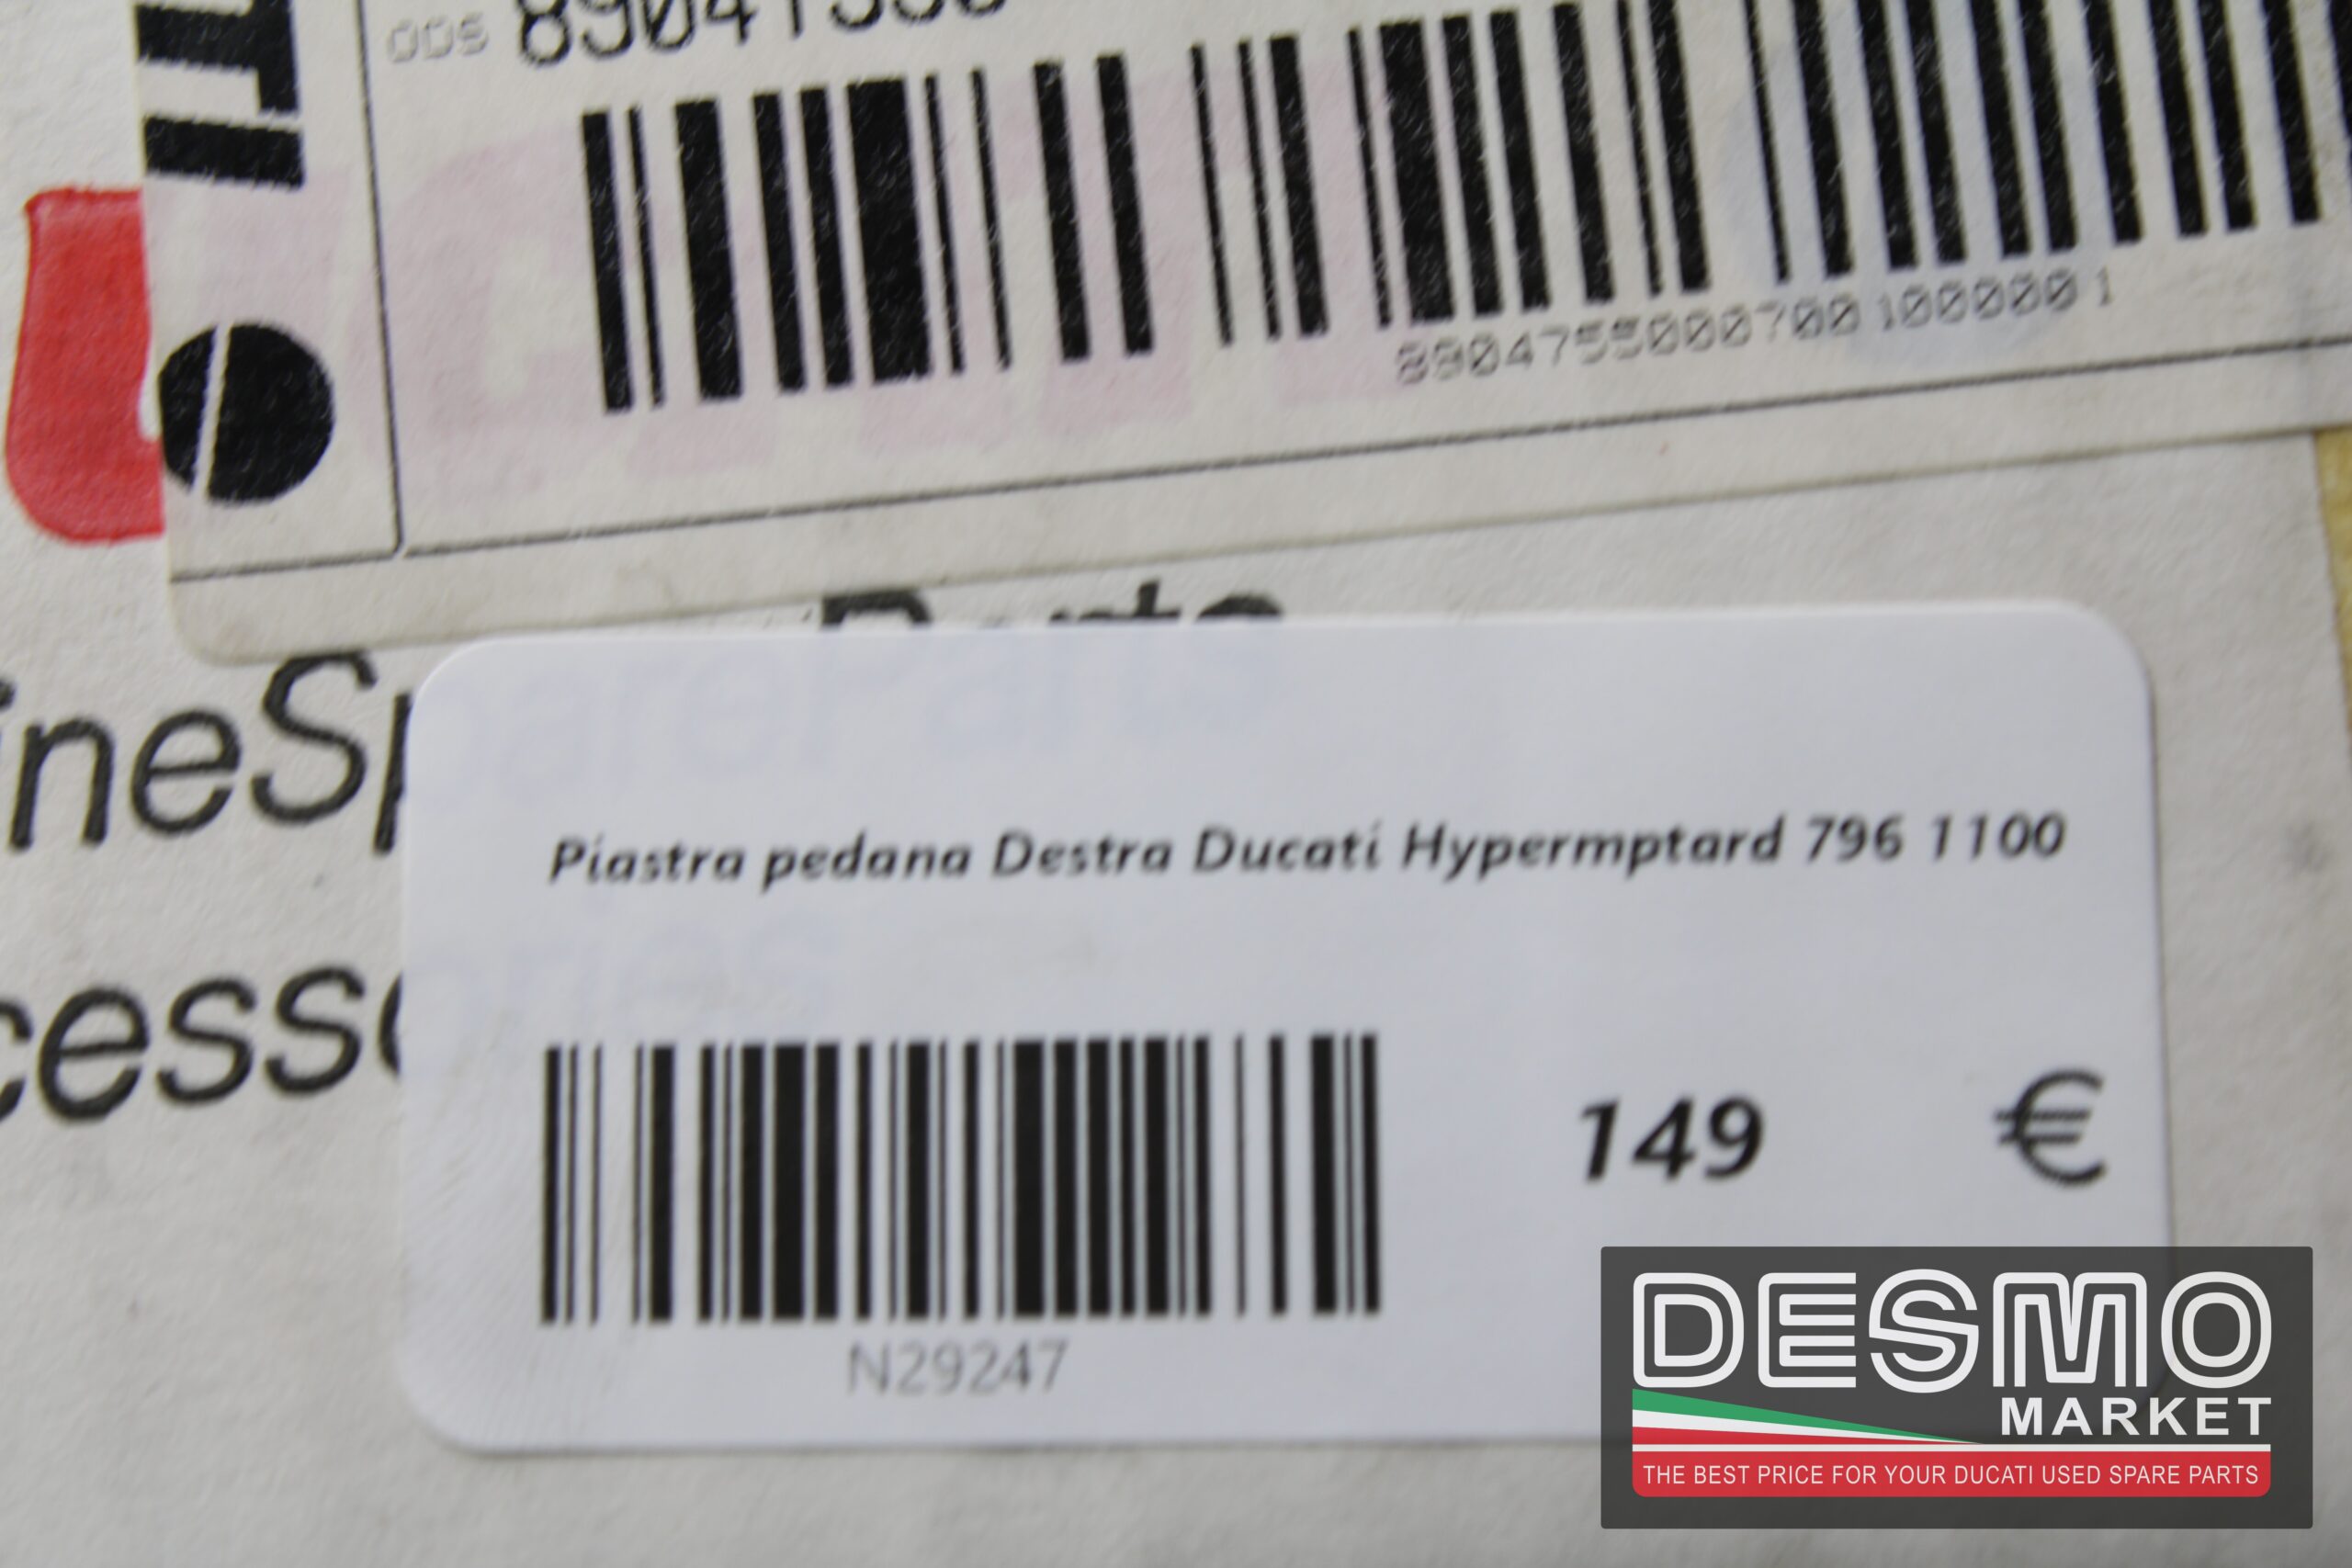 005
8904755000700100000 1
Piastra pedana Destra Ducati Hypermptard 796 1100
149 €
N29247
DESMO
MARKET
THE BEST PRICE FOR YOUR DUCATI USED SPARE PARTS